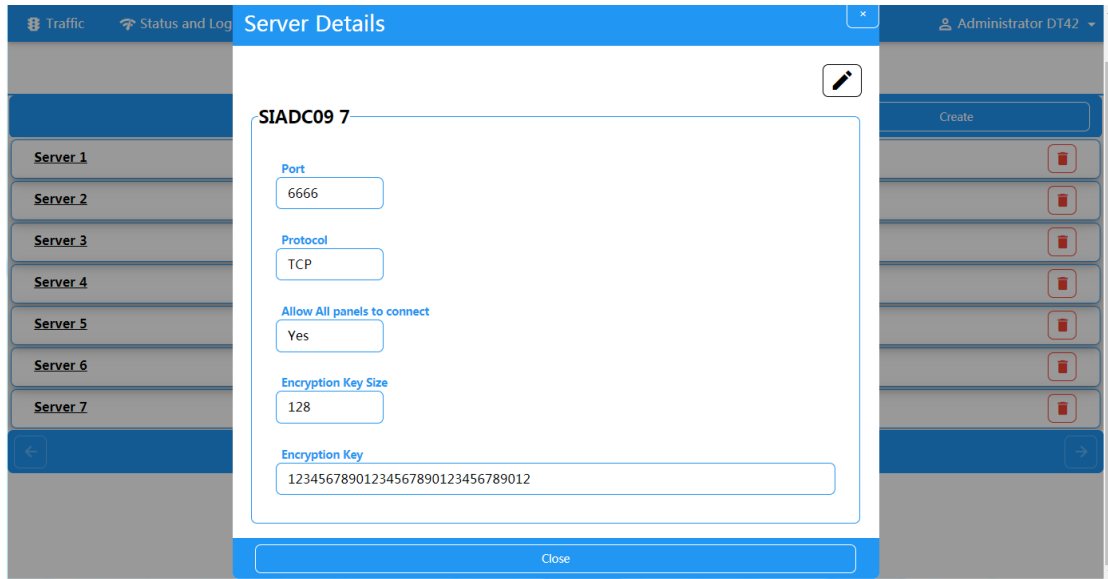 Traffic
Status and Log
Server Details
×
Administrator DT42
Create
SIADC09 7
Server 1
Server 2
Server 3
Server 4
Server 5
Server 6
Server 7
Port
6666
Protocol
TCP
Allow All panels to connect
Yes
Encryption Key Size
128
Encryption Key
12345678901234567890123456789012
Close